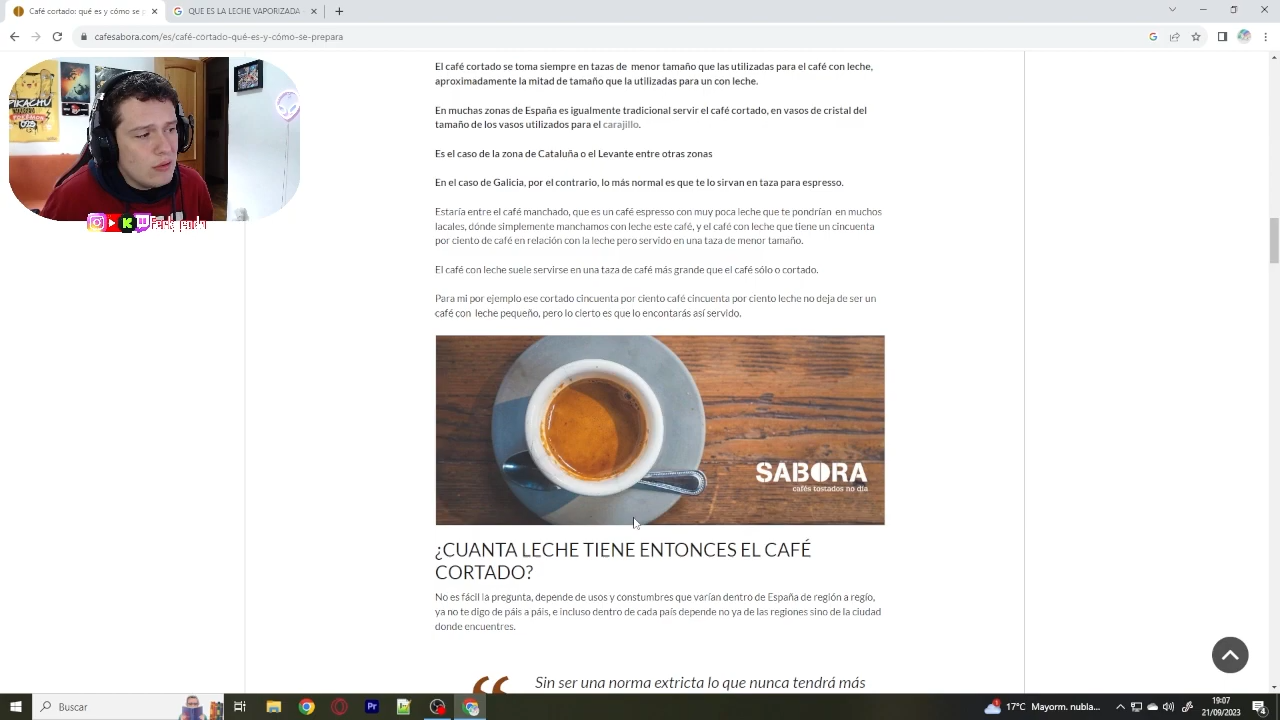 Café cortado: qué es y cómo se p
QUE ES LA LECHE VAPORIZADA
cafesabora.com/es/café-cortado-qué-es-y-cómo-se-prepara
PIKACHU
El café cortado se toma siempre en tazas de menor tamaño que las utilizadas para el café con leche,
aproximadamente la mitad de tamaño que la utilizadas para un con leche.
En muchas zonas de España es igualmente tradicional servir el café cortado, en vasos de cristal del
tamaño de los vasos utilizados para el carajillo.
Es el caso de la zona de Cataluña o el Levante entre otras zonas
En el caso de Galicia, por el contrario, lo más normal es que te lo sirvan en taza para espresso.
Estaría entre el café manchado, que es un café espresso con muy poca leche que te pondrían en muchos
lacales, dónde simplemente manchamos con leche este café, y el café con leche que tiene un cincuenta
por ciento de café en relación con la leche pero servido en una taza de menor tamaño.
El café con leche suele servirse en una taza de café más grande que el café sólo o cortado.
Para mi por ejemplo ese cortado cincuenta por ciento café cincuenta por ciento leche no deja de ser un
café con leche pequeño, pero lo cierto es que lo encontarás así servido.
SABORA
cafés tostados no día
¿CUANTA LECHE TIENE ENTONCES EL CAFÉ
CORTADO?
No es fácil la pregunta, depende de usos y constumbres que varían dentro de España de región a regío,
ya no te digo de páis a páis, e incluso dentro de cada país depende no ya de las regiones sino de la ciudad
donde encuentres.
“ Sin ser una norma extricta lo que nunca tendrá más
Buscar
17°C Mayorm. nubla...
19:07
21/09/2023
4